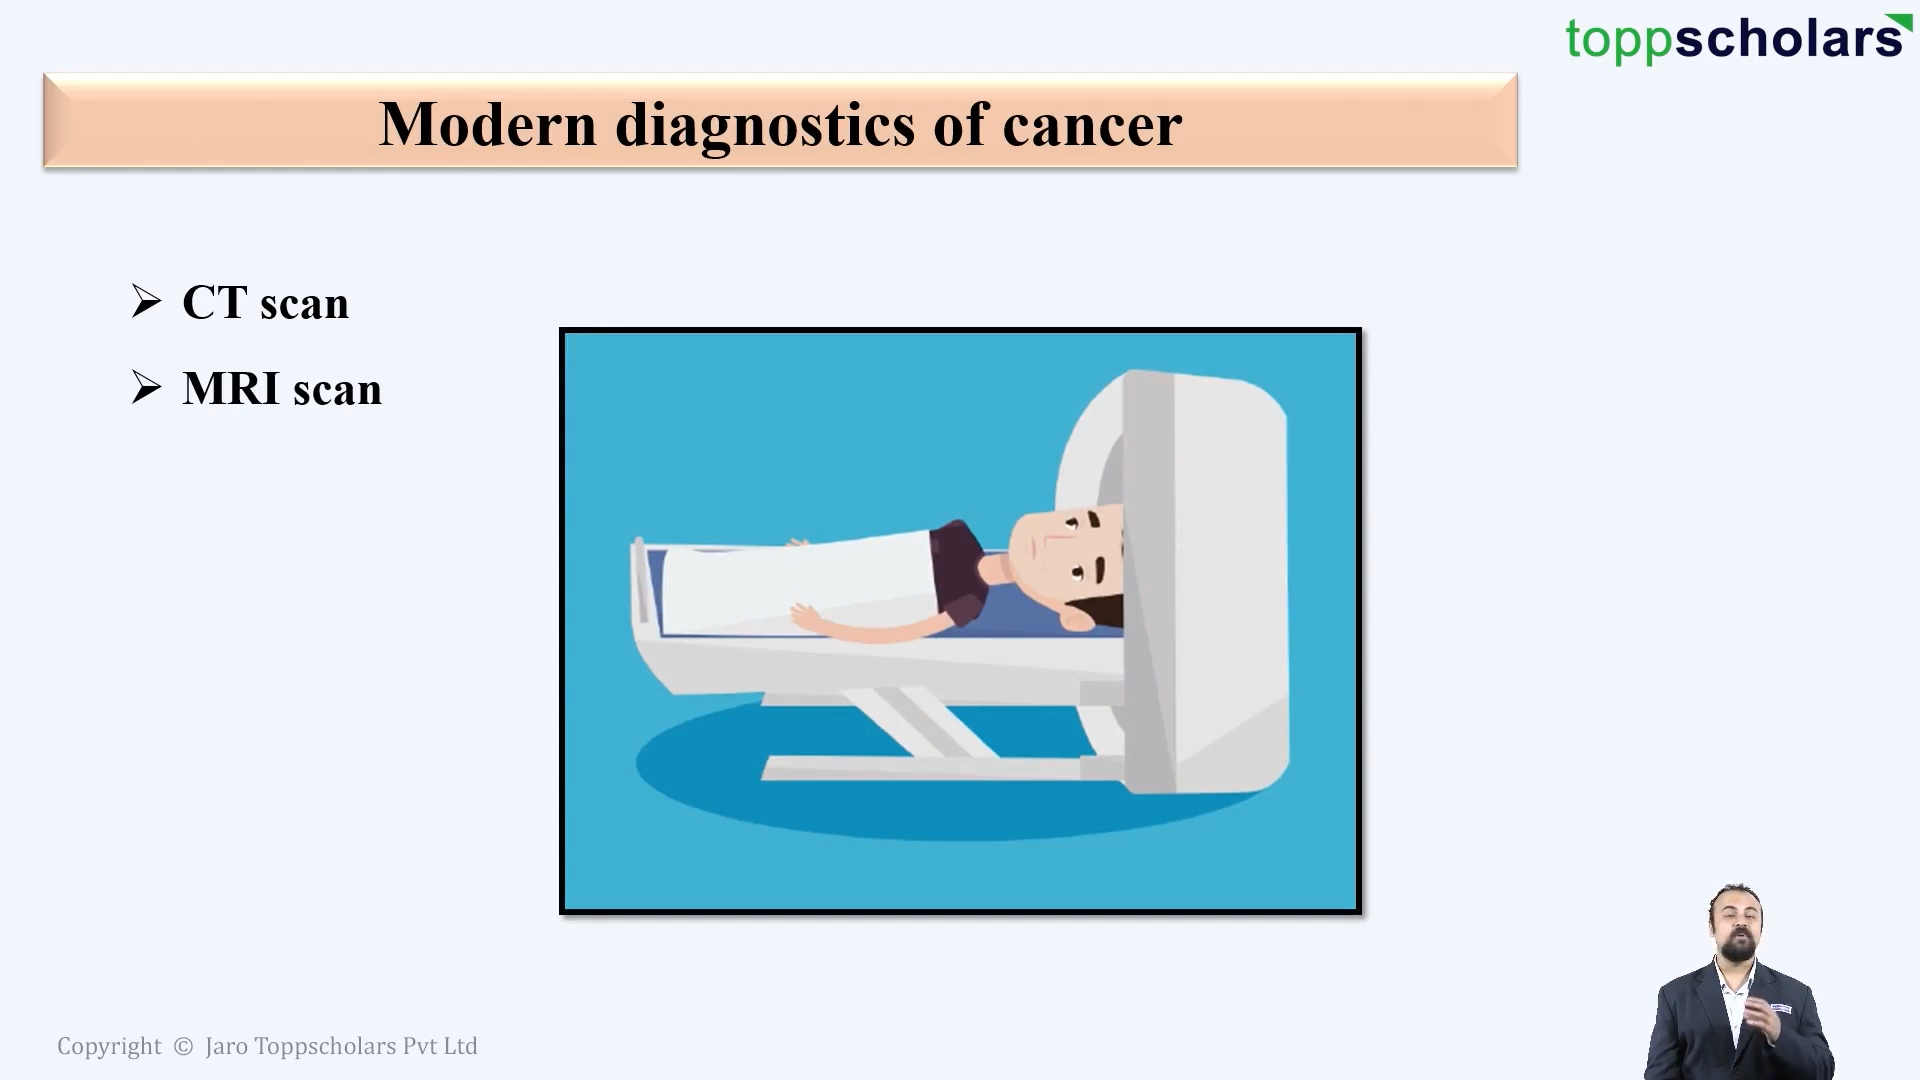 toppscholars
Modern diagnostics of cancer
➢ CT scan
➢ MRI scan
Copyright © Jaro Toppscholars Pvt Ltd